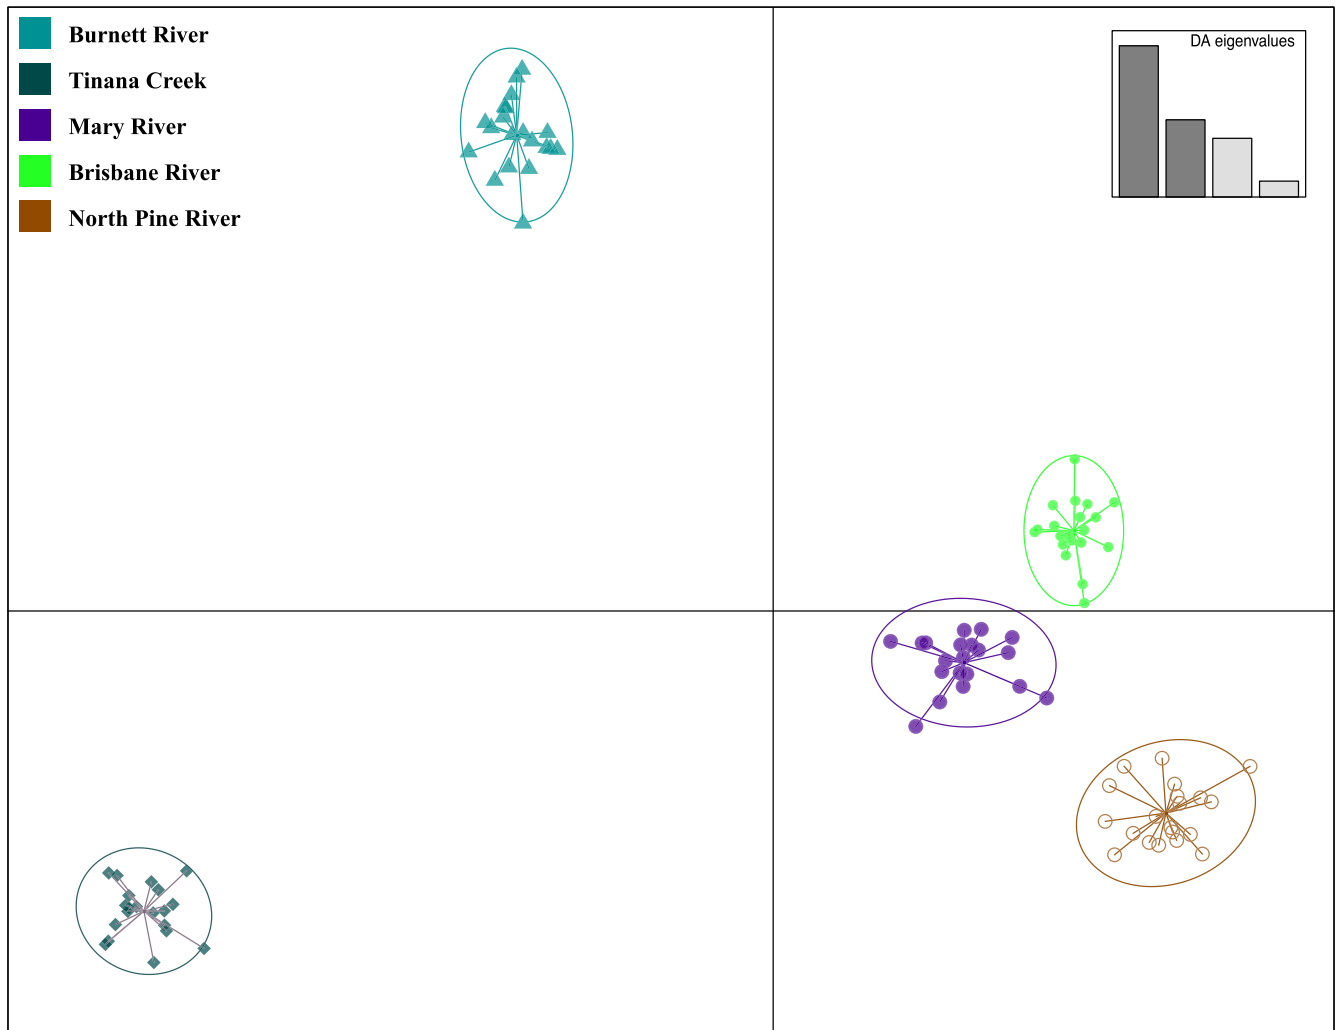 Burnett River
Tinana Creek
Mary River
Brisbane River
North Pine River
DA eigenvalues